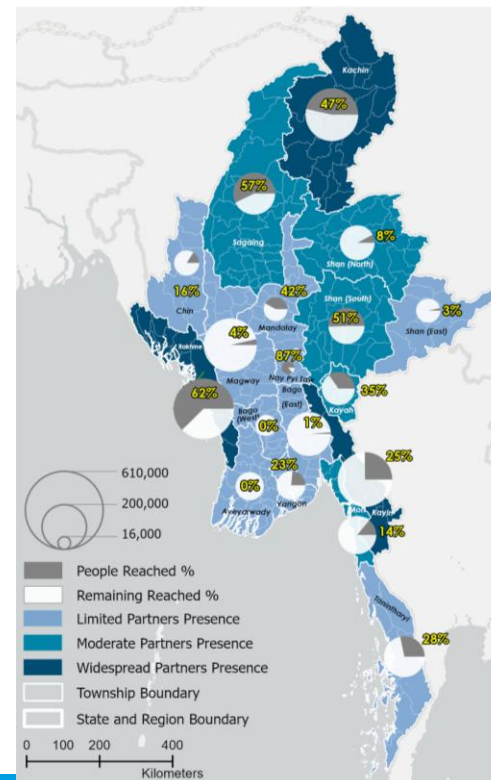 Kachin
47%
57%
Sagaing
8%
Shan (North)
16%
Chin
42%
Mandalay
Shan (South)
51%
3%
Shan (East)
Rakhine
4%
Magway
87%
Nay Pyi Taw
35%
Kayah
62%
Bago
(East)
Bago
(West)
0%
1%
25%
23%
0%
Yangon
Ayeyarwady
Mon
Kayin
14%
Tanintharyi
28%
610,000
200,000
16,000
People Reached %
Remaining Reached %
Limited Partners Presence
Moderate Partners Presence
Widespread Partners Presence
Township Boundary
State and Region Boundary
0 100 200 400
Kilometers